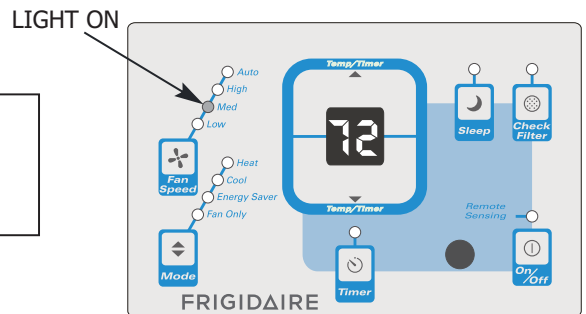 LIGHT ON
Auto
High
Med
Low
Fan
Speed
Heat
Cool
Energy Saver
Fan Only
Mode
Temp/Timer
72
Temp/Timer
Timer
Sleep
Check
Filter
Remote
Sensing
On/Off
FRIGIDAIRE